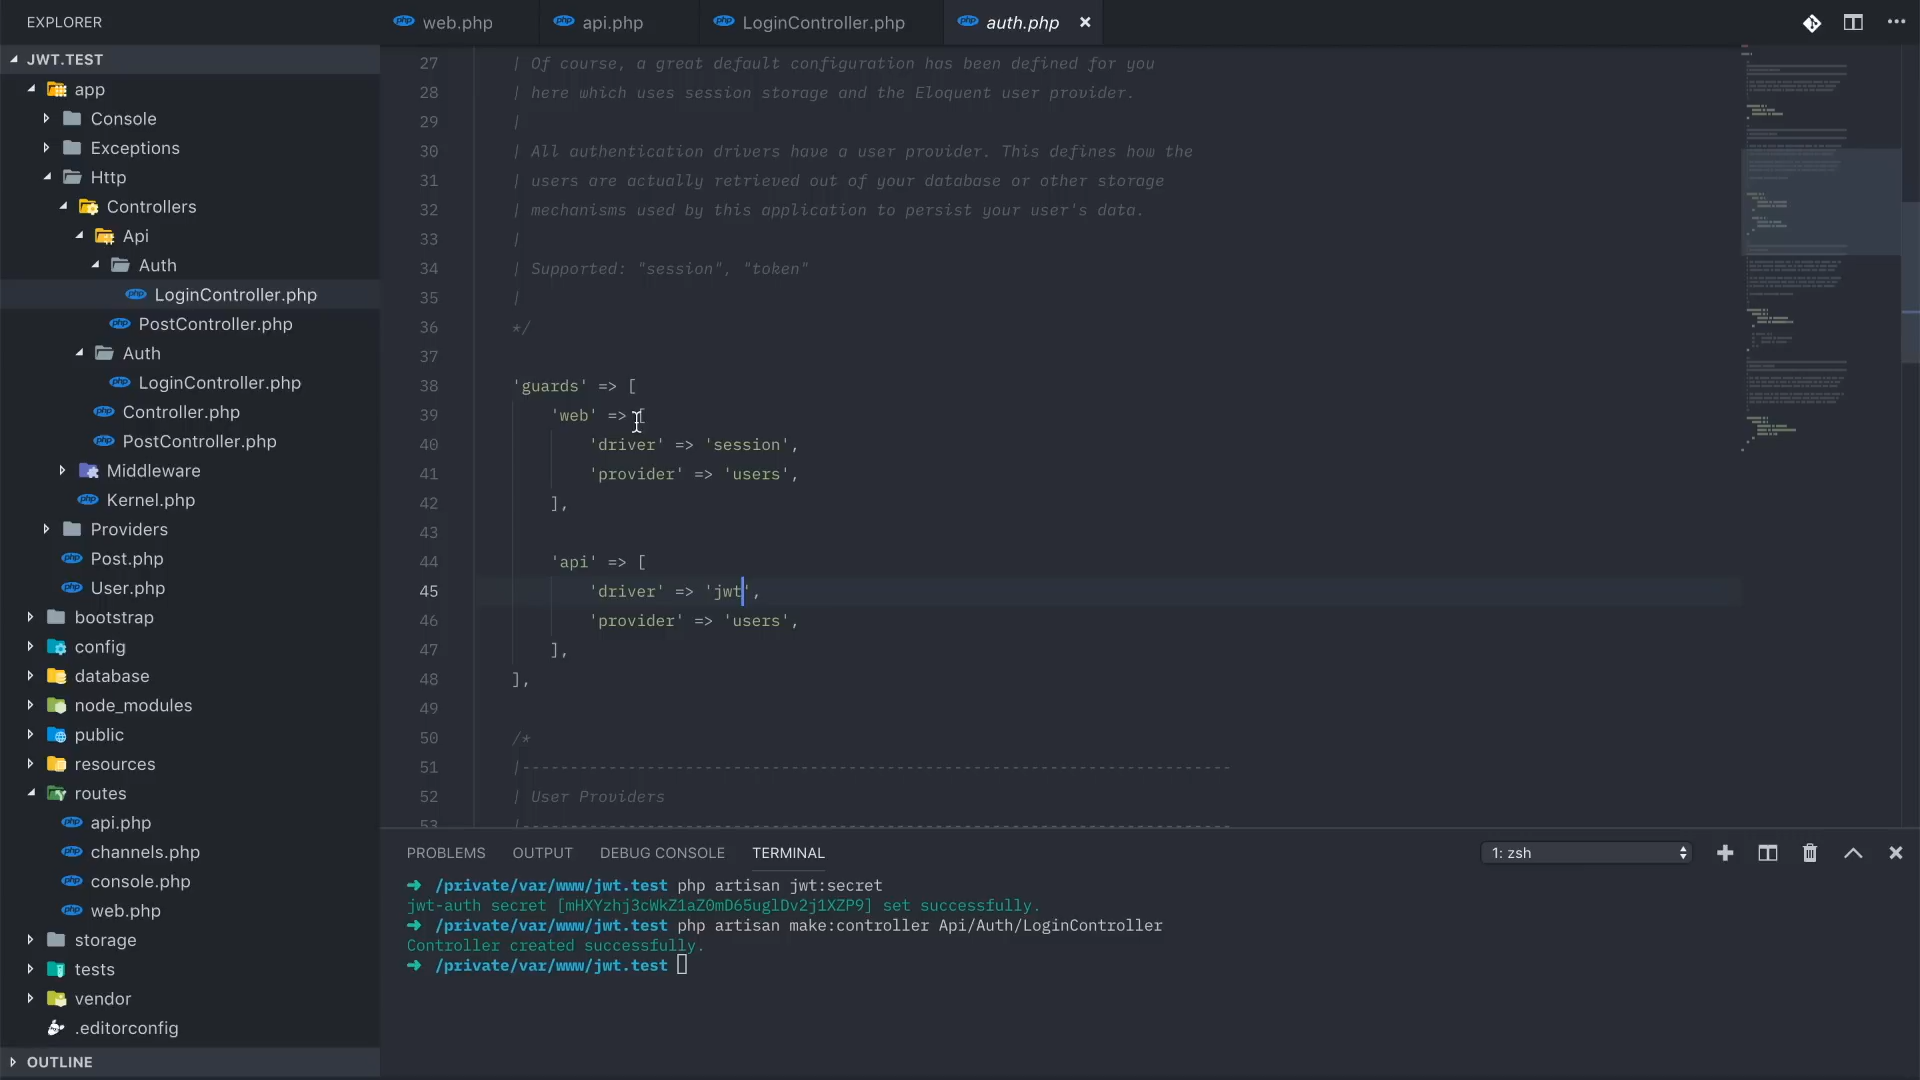 EXPLORER
JWT.TEST
app
Console
Exceptions
Http
Controllers
Api
Auth
LoginController.php
PostController.php
Auth
LoginController.php
Controller.php
PostController.php
Middleware
Kernel.php
Providers
Post.php
User.php
bootstrap
config
database
node_modules
public
resources
routes
api.php
channels.php
console.php
web.php
storage
tests
vendor
.editorconfig
OUTLINE
web.php api.php LoginController.php auth.php
27 | Of course, a great default configuration has been defined for you
28 | here which uses session storage and the Eloquent user provider.
29 |
30 | All authentication drivers have a user provider. This defines how the
31 | users are actually retrieved out of your database or other storage
32 | mechanisms used by this application to persist your user's data.
33 |
34 | Supported: "session", "token"
35 |
36 */
37
38 'guards' => [
39 'web' => [
40 'driver' => 'session',
41 'provider' => 'users',
42 ],
43
44 'api' => [
45 'driver' => 'jwt',
46 'provider' => 'users',
47 ],
48 ],
49
50 /*
51 |--------------------------------------------------------------------------
52 | User Providers
53 |--------------------------------------------------------------------------
PROBLEMS OUTPUT DEBUG CONSOLE TERMINAL 1: zsh
➜ /private/var/www/jwt.test php artisan jwt:secret
jwt-auth secret [mHXYzhj3cWkZ1aZ0mD65uglDv2j1XZP9] set successfully.
➜ /private/var/www/jwt.test php artisan make:controller Api/Auth/LoginController
Controller created successfully.
➜ /private/var/www/jwt.test